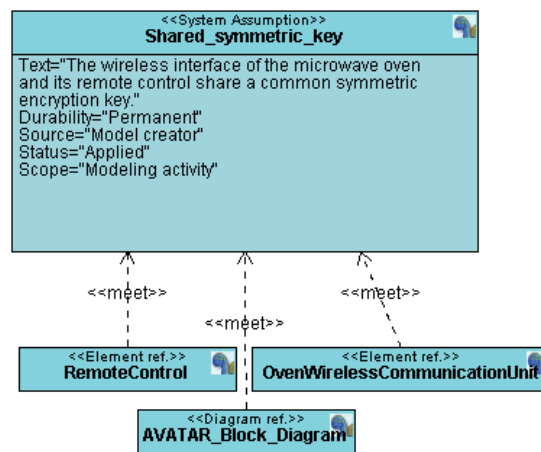 <<System Assumption>>
Shared_symmetric_key
Text="The wireless interface of the microwave oven
and its remote control share a common symmetric
encryption key."
Durability="Permanent"
Source="Model creator"
Status="Applied"
Scope="Modeling activity"
<<meet>>
<<meet>>
<<meet>>
<<Element ref.>>
RemoteControl
<<Element ref.>>
OvenWirelessCommunicationUnit
<<Diagram ref.>>
AVATAR_Block_Diagram